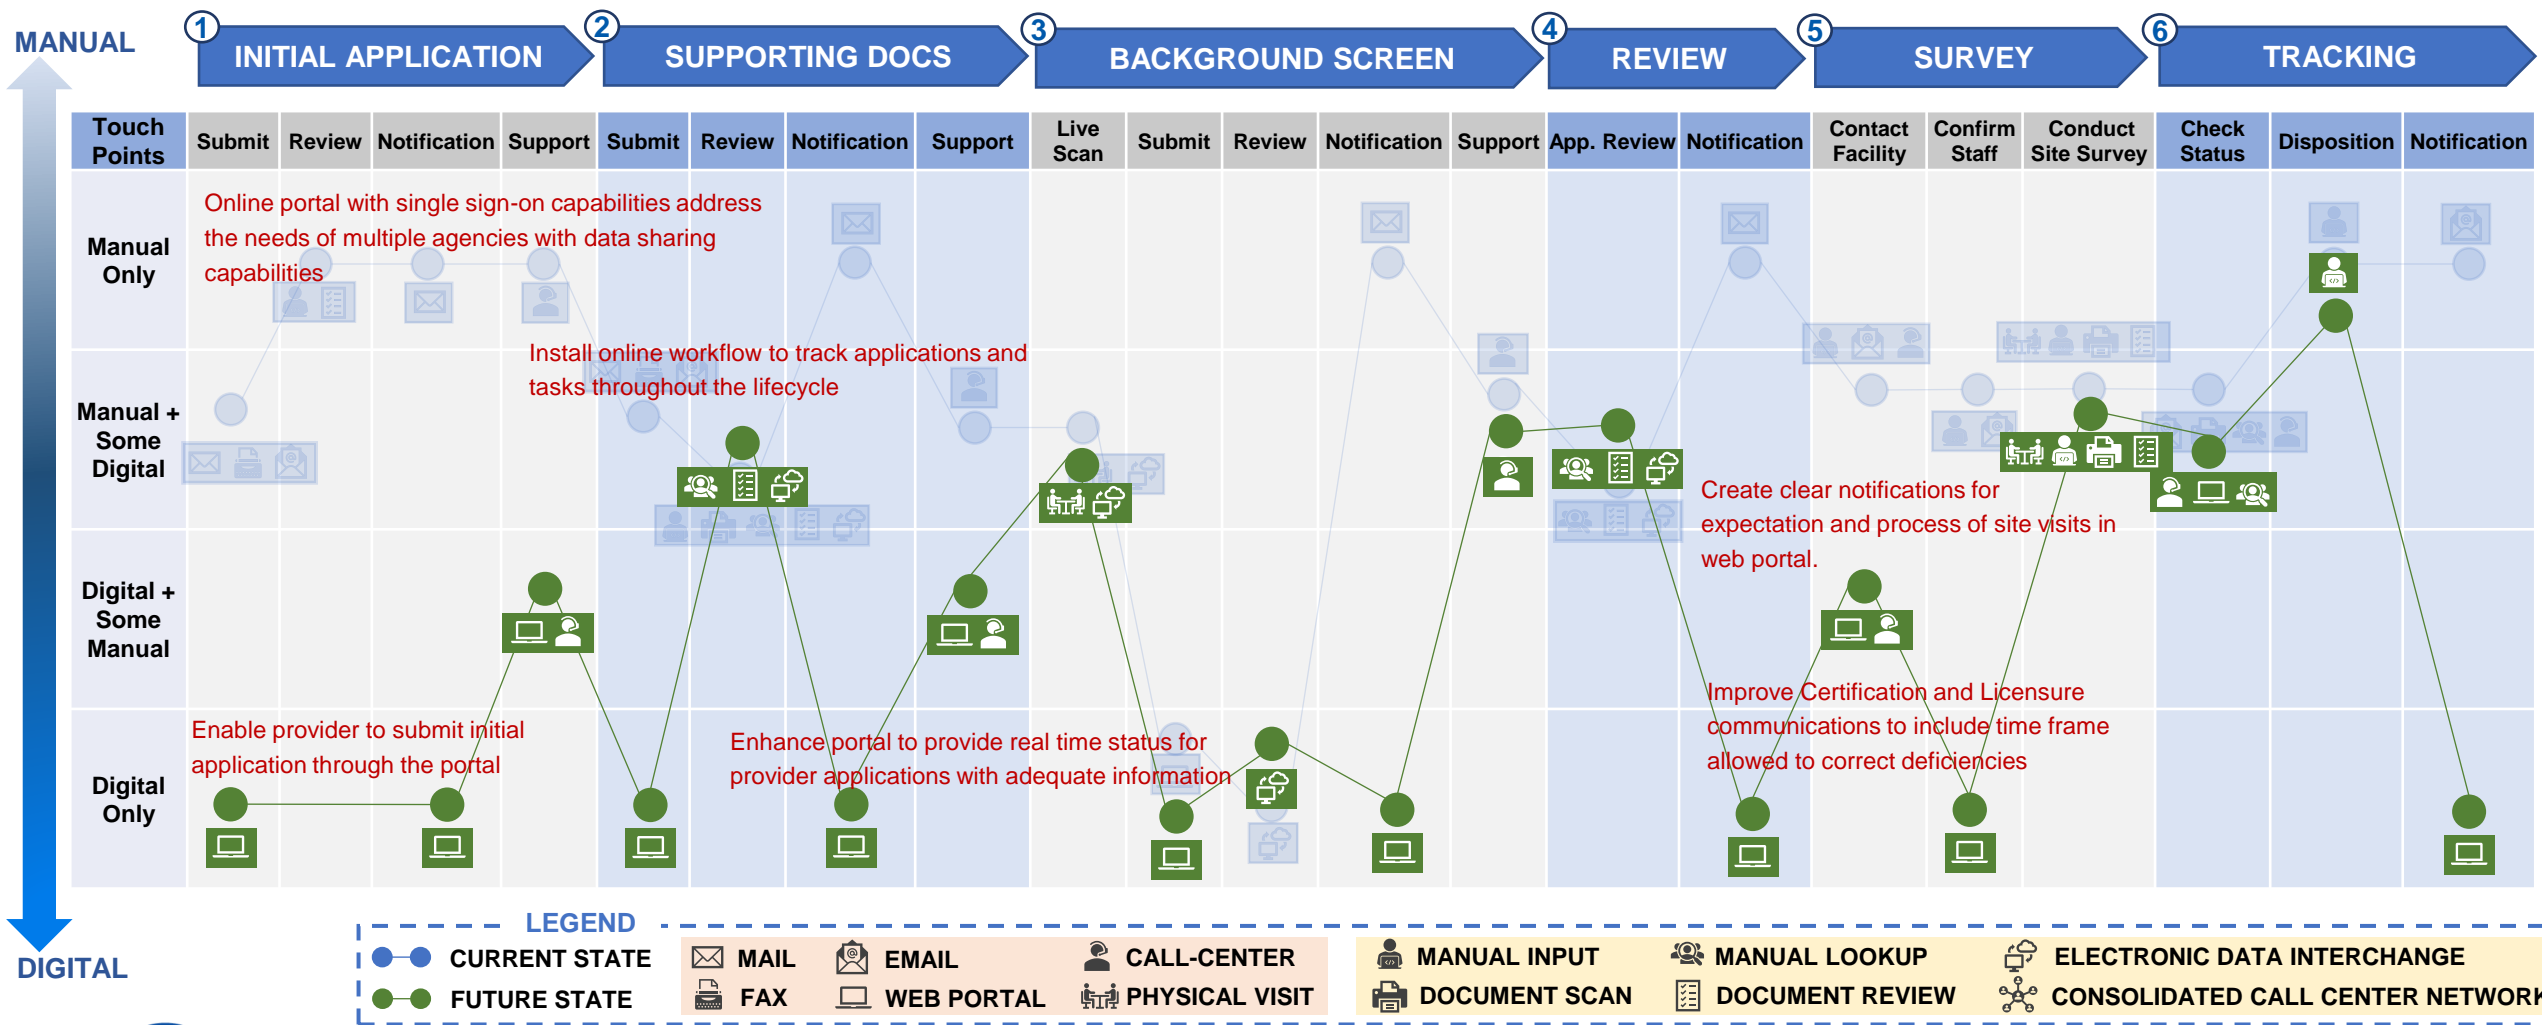 MANUAL
1
INITIAL APPLICATION
2
SUPPORTING DOCS
3
BACKGROUND SCREEN
4
REVIEW
5
SURVEY
6
TRACKING
Touch
Points
Submit
Review
Notification
Support
Submit
Review
Notification
Support
Live
Scan
Submit
Review
Notification
Support
App. Review
Notification
Contact
Facility
Confirm
Staff
Conduct
Site Survey
Check
Status
Disposition
Notification
Manual
Only
Online portal with single sign-on capabilities address
the needs of multiple agencies with data sharing
capabilities
Install online workflow to track applications and
tasks throughout the lifecycle
Manual +
Some
Digital
Create clear notifications for
expectation and process of site visits in
web portal.
Digital +
Some
Manual
Improve Certification and Licensure
communications to include time frame
allowed to correct deficiencies
Enable provider to submit initial
application through the portal
Enhance portal to provide real time status for
provider applications with adequate information
Digital
Only
DIGITAL
LEGEND
CURRENT STATE
FUTURE STATE
MAIL
EMAIL
CALL-CENTER
FAX
WEB PORTAL
PHYSICAL VISIT
MANUAL INPUT
MANUAL LOOKUP
ELECTRONIC DATA INTERCHANGE
DOCUMENT SCAN
DOCUMENT REVIEW
CONSOLIDATED CALL CENTER NETWORK